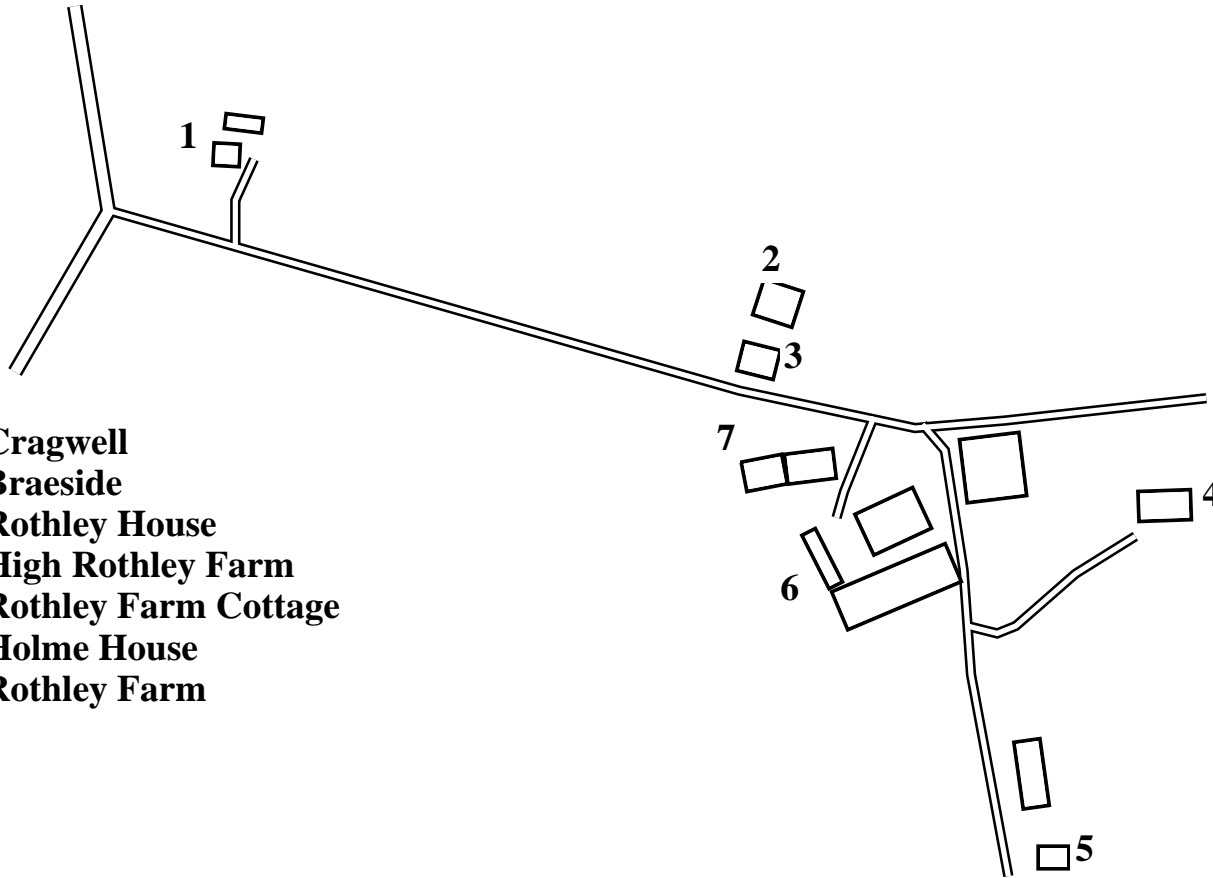 1
2
3
7
4
6
5
Cragwell
Braeside
Rothley House
High Rothley Farm
Rothley Farm Cottage
Holme House
Rothley Farm